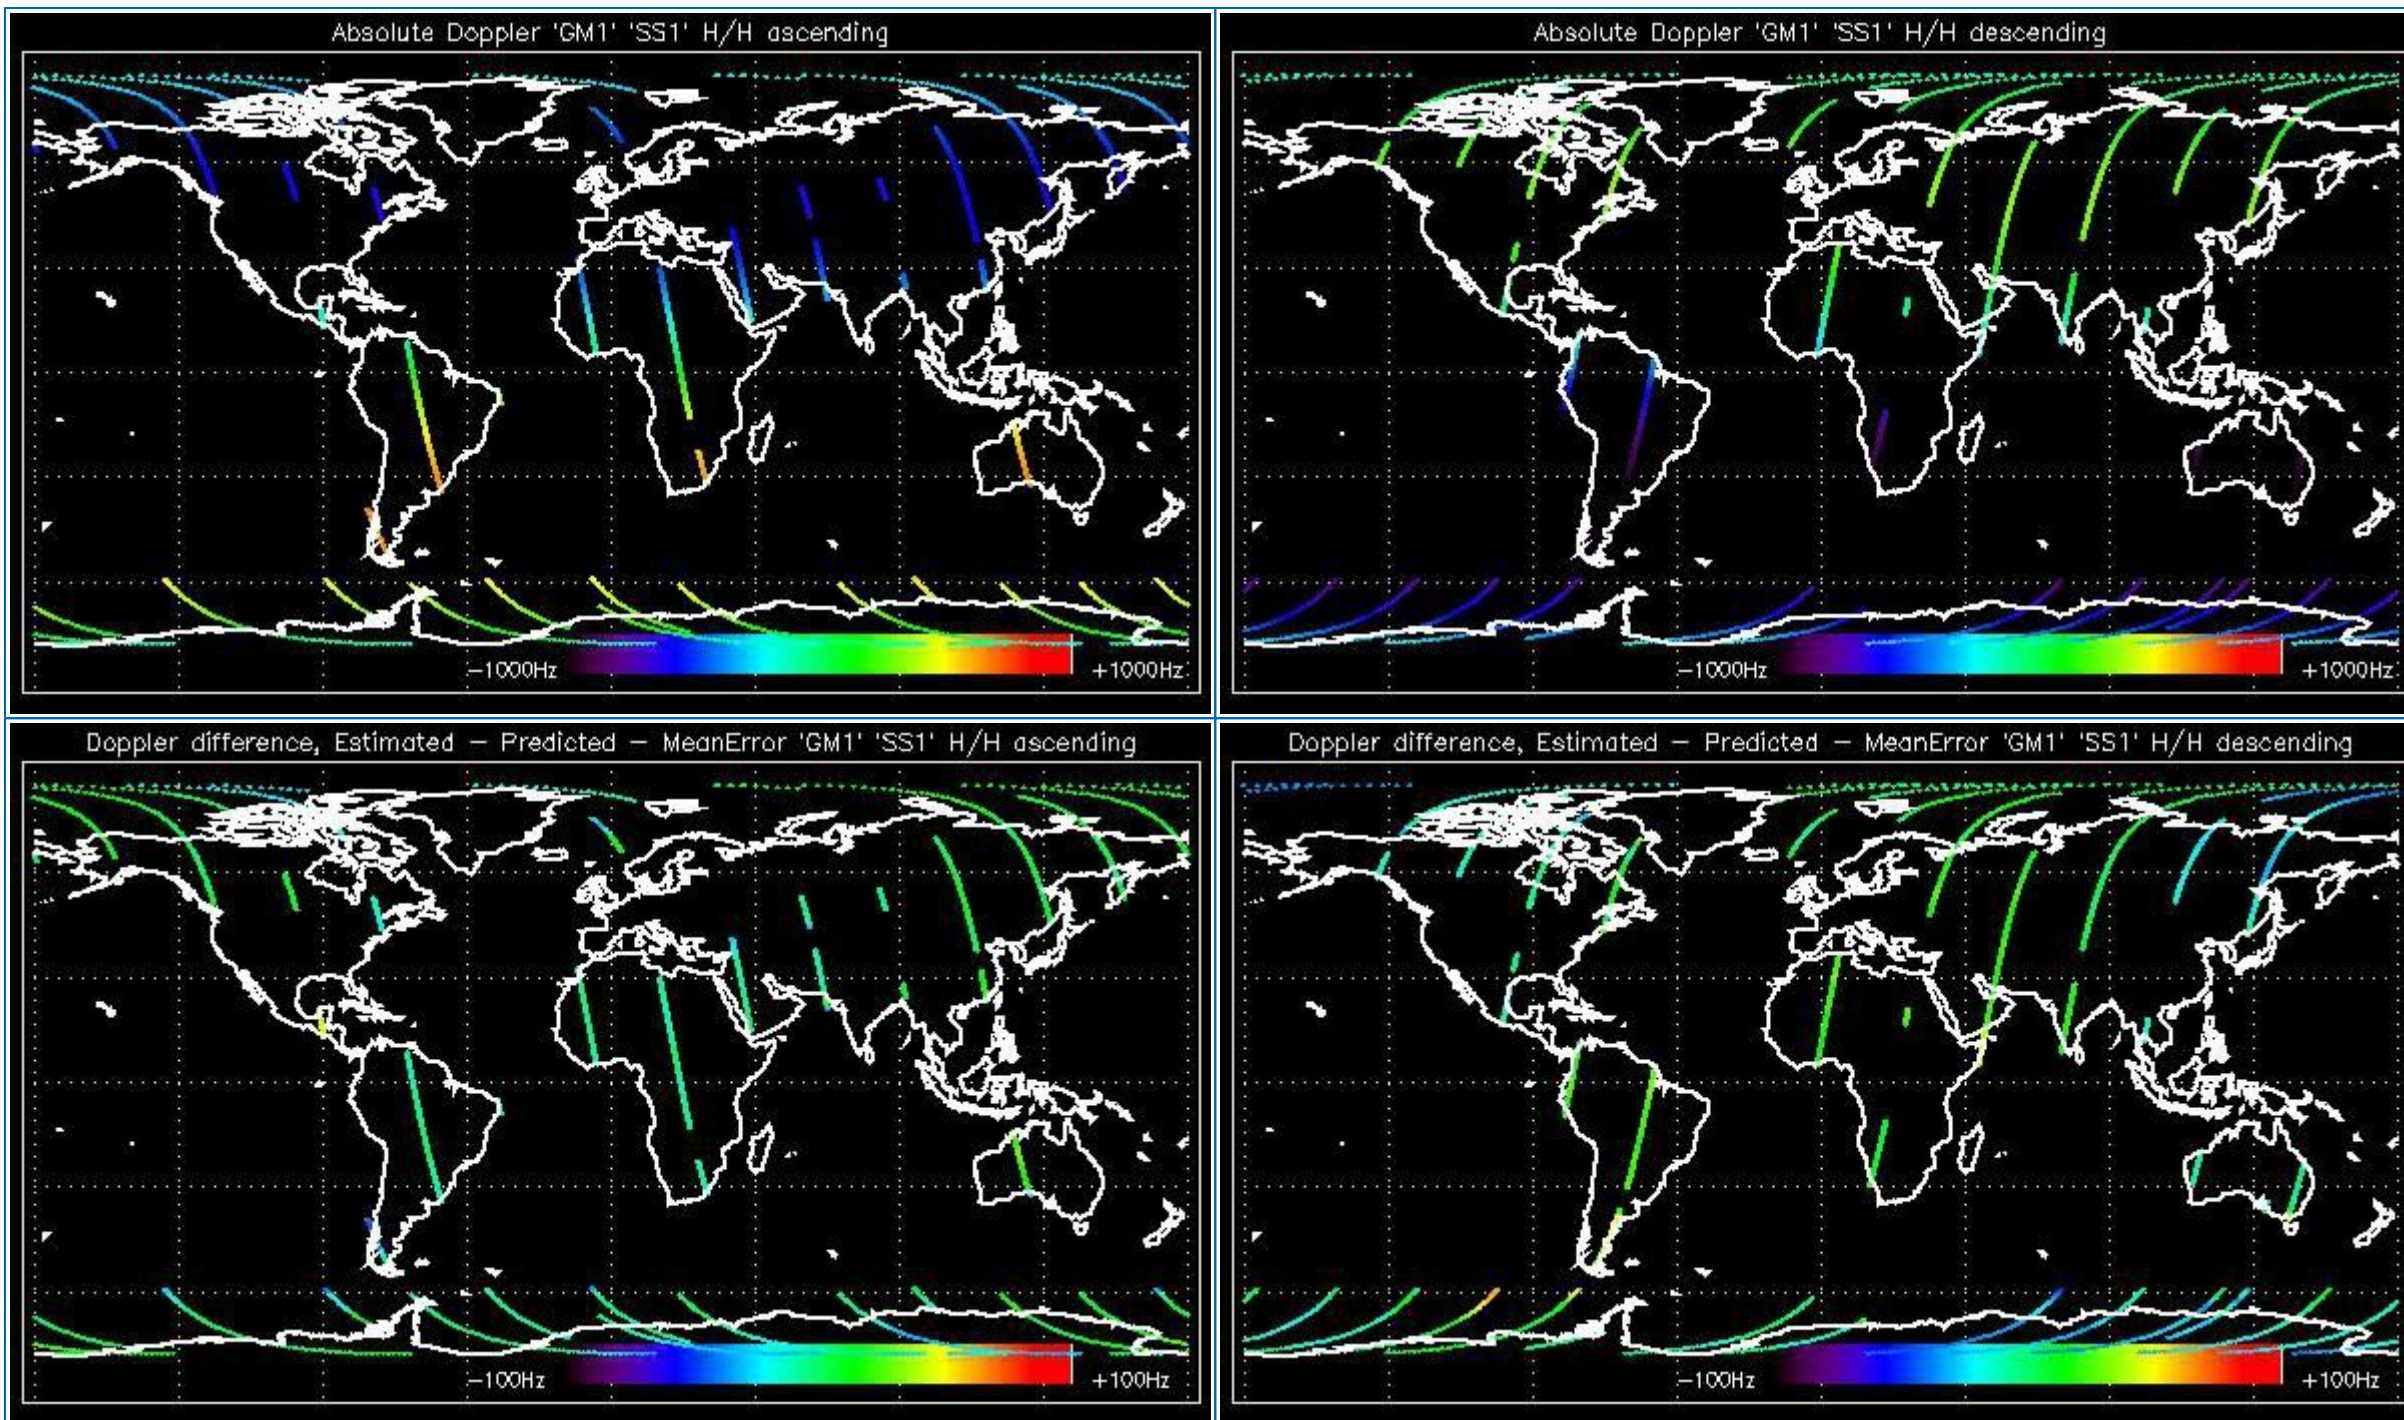 Absolute Doppler 'GM1' 'SS1' H/H ascending
−1000Hz
+1000Hz
Absolute Doppler 'GM1' 'SS1' H/H descending
−1000Hz
+1000Hz
Doppler difference, Estimated − Predicted − MeanError 'GM1' 'SS1' H/H ascending
−100Hz
+100Hz
Doppler difference, Estimated − Predicted − MeanError 'GM1' 'SS1' H/H descending
−100Hz
+100Hz